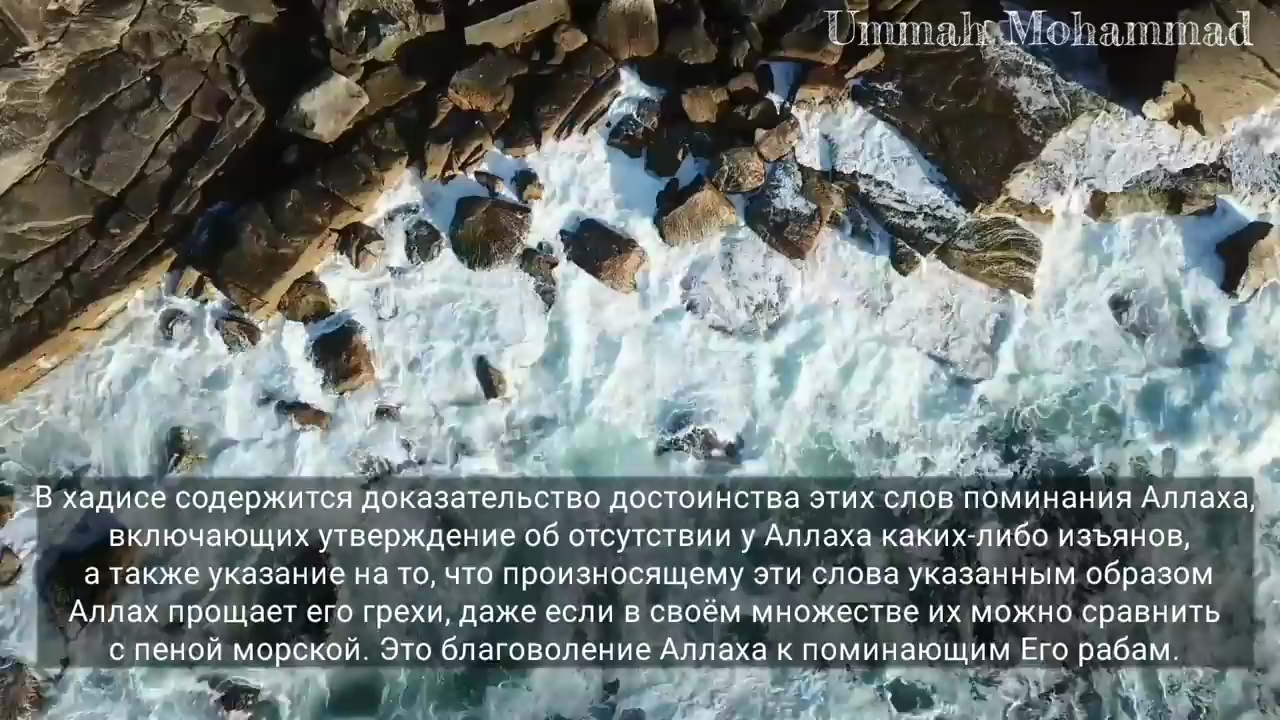 Ummah Mohammad
В хадисе содержится доказательство достоинства этих слов поминания Аллаха,
включающих утверждение об отсутствии у Аллаха каких-либо изъянов,
а также указание на то, что произносящему эти слова указанным образом
Аллах прощает его грехи, даже если в своём множестве их можно сравнить
с пеной морской. Это благоволение Аллаха к поминающим Его рабам.